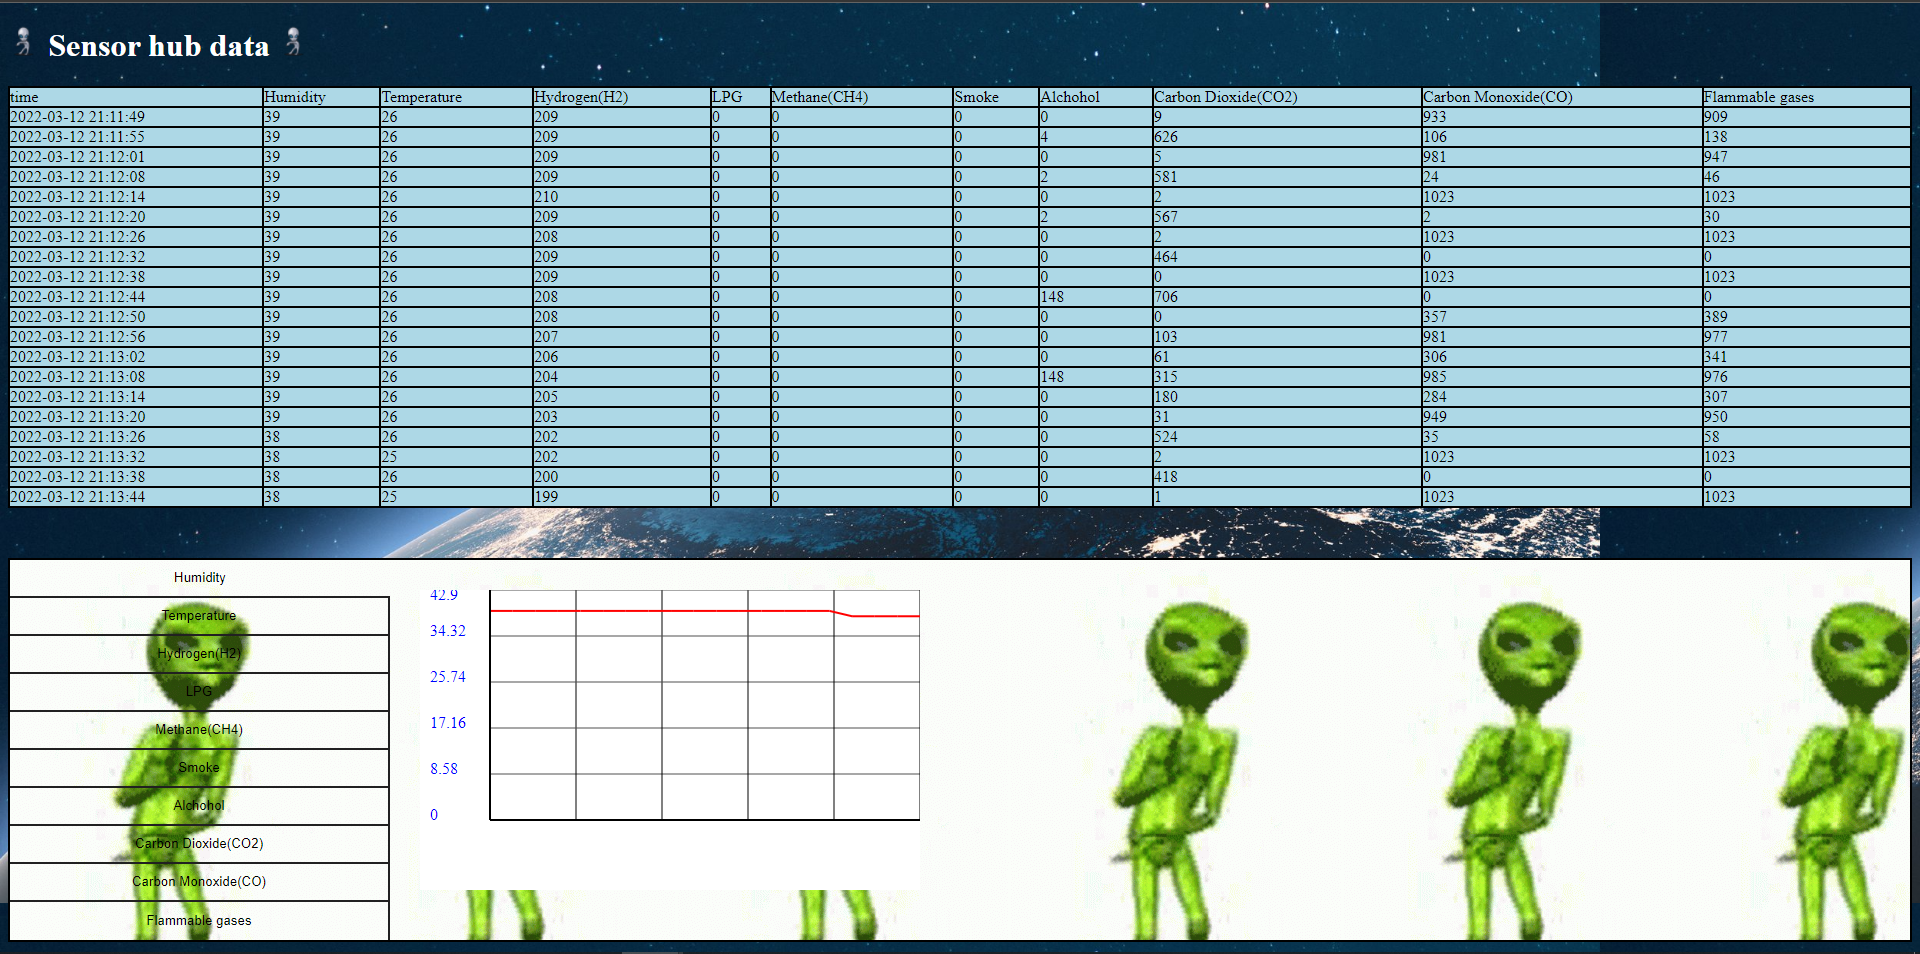 Sensor hub data
time Humidity Temperature Hydrogen(H2) LPG Methane(CH4) Smoke Alchohol Carbon Dioxide(CO2) Carbon Monoxide(CO) Flammable gases
2022-03-12 21:11:49 39 26 209 0 0 0 0 9 933 909
2022-03-12 21:11:55 39 26 209 0 0 0 4 626 106 138
2022-03-12 21:12:01 39 26 209 0 0 0 0 5 981 947
2022-03-12 21:12:08 39 26 209 0 0 0 2 581 24 46
2022-03-12 21:12:14 39 26 210 0 0 0 0 2 1023 1023
2022-03-12 21:12:20 39 26 209 0 0 0 2 567 2 30
2022-03-12 21:12:26 39 26 208 0 0 0 0 2 1023 1023
2022-03-12 21:12:32 39 26 209 0 0 0 0 464 0 0
2022-03-12 21:12:38 39 26 209 0 0 0 0 0 1023 1023
2022-03-12 21:12:44 39 26 208 0 0 0 148 706 0 0
2022-03-12 21:12:50 39 26 208 0 0 0 0 0 357 389
2022-03-12 21:12:56 39 26 207 0 0 0 0 103 981 977
2022-03-12 21:13:02 39 26 206 0 0 0 0 61 306 341
2022-03-12 21:13:08 39 26 204 0 0 0 148 315 985 976
2022-03-12 21:13:14 39 26 205 0 0 0 0 180 284 307
2022-03-12 21:13:20 39 26 203 0 0 0 0 31 949 950
2022-03-12 21:13:26 38 26 202 0 0 0 0 524 35 58
2022-03-12 21:13:32 38 25 202 0 0 0 0 2 1023 1023
2022-03-12 21:13:38 38 26 200 0 0 0 0 418 0 0
2022-03-12 21:13:44 38 25 199 0 0 0 0 1 1023 1023
Humidity
Temperature
Hydrogen(H2)
LPG
Methane(CH4)
Smoke
Alchohol
Carbon Dioxide(CO2)
Carbon Monoxide(CO)
Flammable gases
42.9
34.32
25.74
17.16
8.58
0